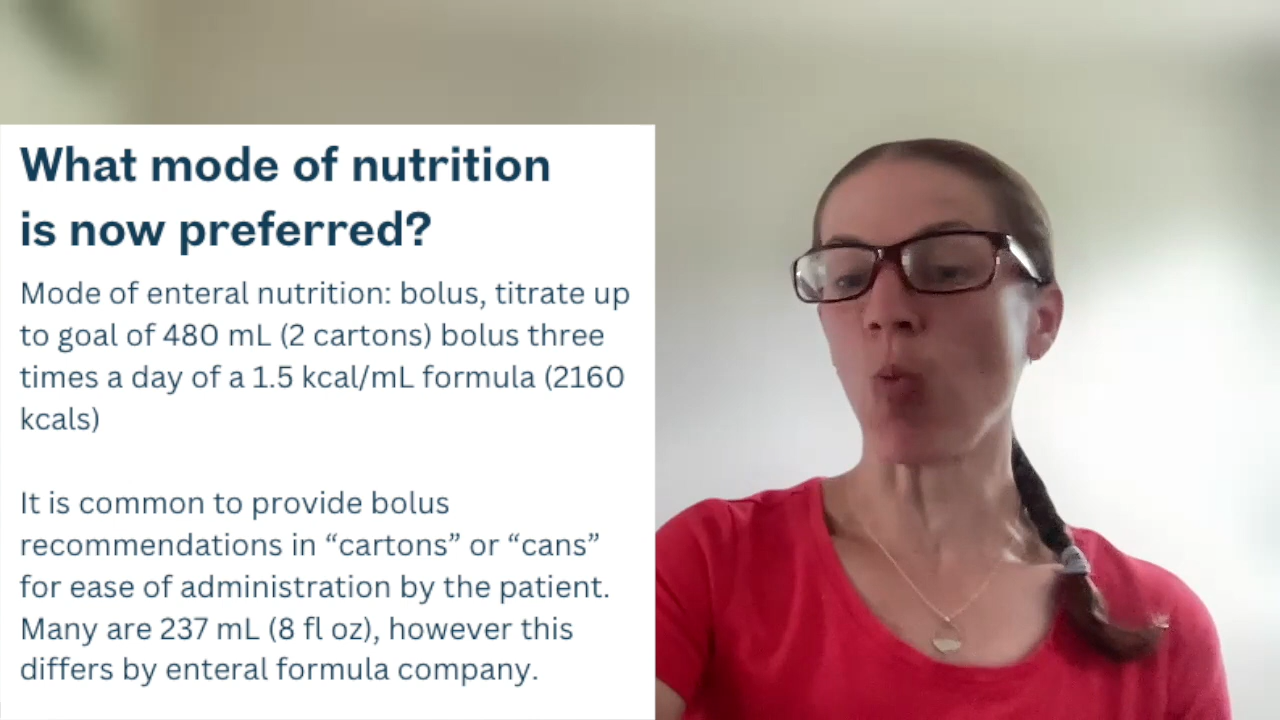 What mode of nutrition
is now preferred?
Mode of enteral nutrition: bolus, titrate up
to goal of 480 mL (2 cartons) bolus three
times a day of a 1.5 kcal/mL formula (2160
kcals)
It is common to provide bolus
recommendations in “cartons” or “cans”
for ease of administration by the patient.
Many are 237 mL (8 fl oz), however this
differs by enteral formula company.